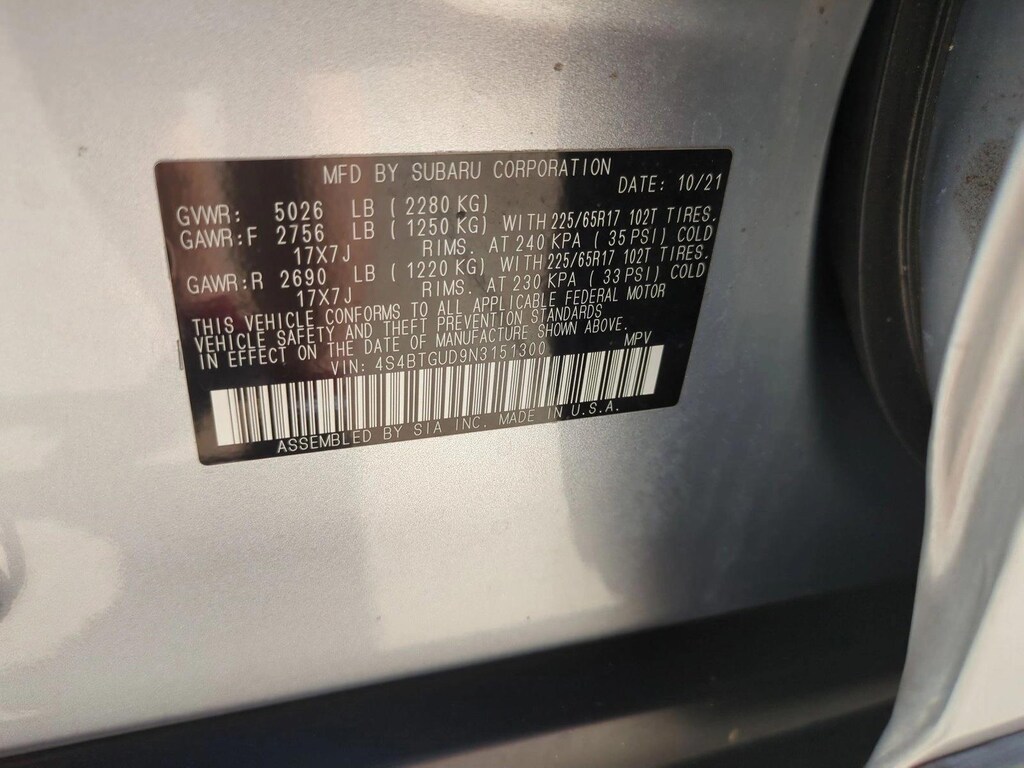 MFD BY SUBARU CORPORATION
DATE: 10/21
GVWR: 5026 LB ( 2280 KG)
GAWR:F 2756 LB ( 1250 KG) WITH 225/65R17 102T TIRES.
17X7J RIMS. AT 240 KPA ( 35 PSI) COLD
GAWR:R 2690 LB ( 1220 KG) WITH 225/65R17 102T TIRES.
17X7J RIMS. AT 230 KPA ( 33 PSI) COLD
THIS VEHICLE CONFORMS TO ALL APPLICABLE FEDERAL MOTOR
VEHICLE SAFETY AND THEFT PREVENTION STANDARDS
IN EFFECT ON THE DATE OF MANUFACTURE SHOWN ABOVE.
VIN: 4S4BTGUD9N3151300 MPV
ASSEMBLED BY SIA INC. MADE IN U.S.A.